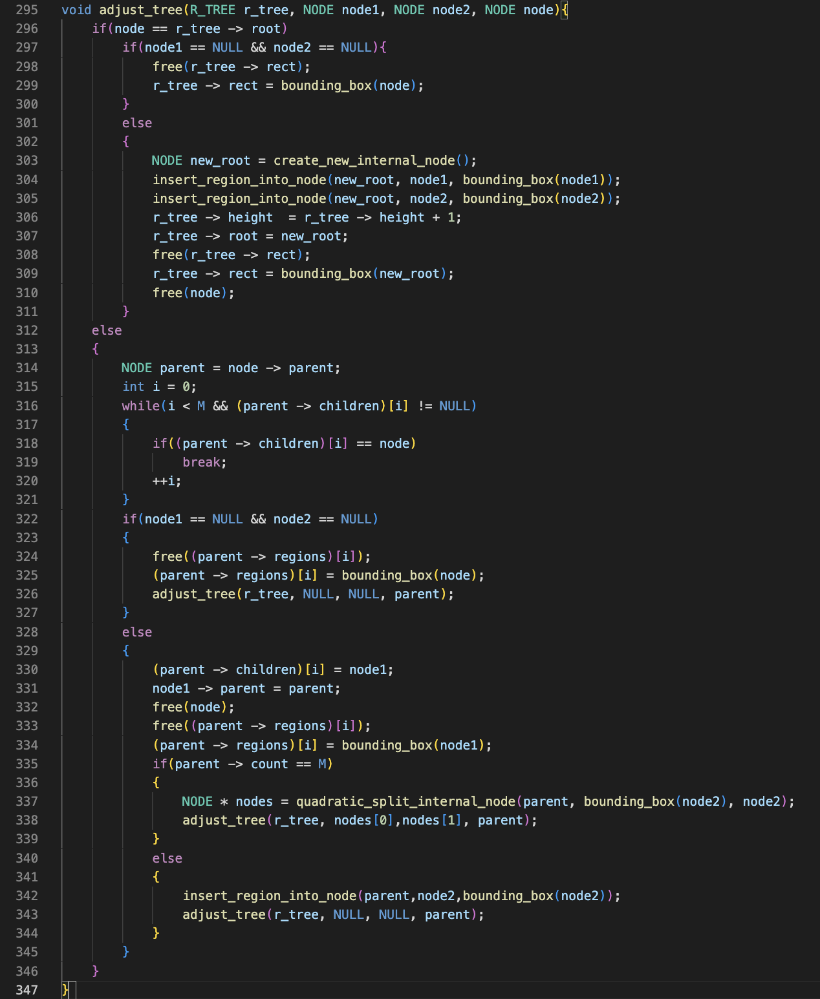 295 void adjust_tree(R_TREE r_tree, NODE node1, NODE node2, NODE node){
296     if(node == r_tree -> root)
297         if(node1 == NULL && node2 == NULL){
298             free(r_tree -> rect);
299             r_tree -> rect = bounding_box(node);
300         }
301         else
302         {
303             NODE new_root = create_new_internal_node();
304             insert_region_into_node(new_root, node1, bounding_box(node1));
305             insert_region_into_node(new_root, node2, bounding_box(node2));
306             r_tree -> height  = r_tree -> height + 1;
307             r_tree -> root = new_root;
308             free(r_tree -> rect);
309             r_tree -> rect = bounding_box(new_root);
310             free(node);
311         }
312     else
313     {
314         NODE parent = node -> parent;
315         int i = 0;
316         while(i < M && (parent -> children)[i] != NULL)
317         {
318             if((parent -> children)[i] == node)
319                 break;
320             ++i;
321         }
322         if(node1 == NULL && node2 == NULL)
323         {
324             free((parent -> regions)[i]);
325             (parent -> regions)[i] = bounding_box(node);
326             adjust_tree(r_tree, NULL, NULL, parent);
327         }
328         else
329         {
330             (parent -> children)[i] = node1;
331             node1 -> parent = parent;
332             free(node);
333             free((parent -> regions)[i]);
334             (parent -> regions)[i] = bounding_box(node1);
335             if(parent -> count == M)
336             {
337                 NODE * nodes = quadratic_split_internal_node(parent, bounding_box(node2), node2);
338                 adjust_tree(r_tree, nodes[0],nodes[1], parent);
339             }
340             else
341             {
342                 insert_region_into_node(parent,node2,bounding_box(node2));
343                 adjust_tree(r_tree, NULL, NULL, parent);
344             }
345         }
346     }
347 }